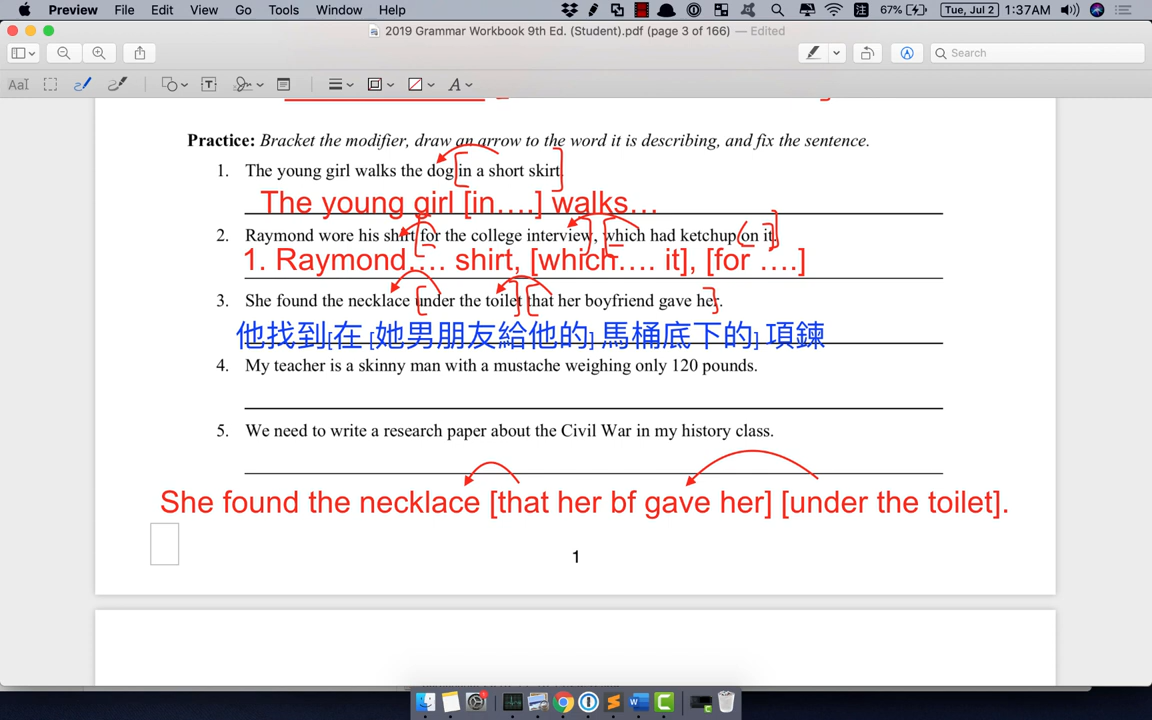 Preview File Edit View Go Tools Window Help 67% Tue, Jul 2 1:37AM
2019 Grammar Workbook 9th Ed. (Student).pdf (page 3 of 166) — Edited
Search
AaI T A
Practice: Bracket the modifier, draw an arrow to the word it is describing, and fix the sentence.
1. The young girl walks the dog [in a short skirt].
The young girl [in….] walks…
2. Raymond wore his shirt [for the college interview], [which had ketchup (on it].
1. Raymond…. shirt, [which…. it], [for ….]
3. She found the necklace [under the toilet] [that her boyfriend gave her].
他找到[在 [她男朋友給他的] 馬桶底下的] 項鍊
4. My teacher is a skinny man with a mustache weighing only 120 pounds.
5. We need to write a research paper about the Civil War in my history class.
She found the necklace [that her bf gave her] [under the toilet].
1